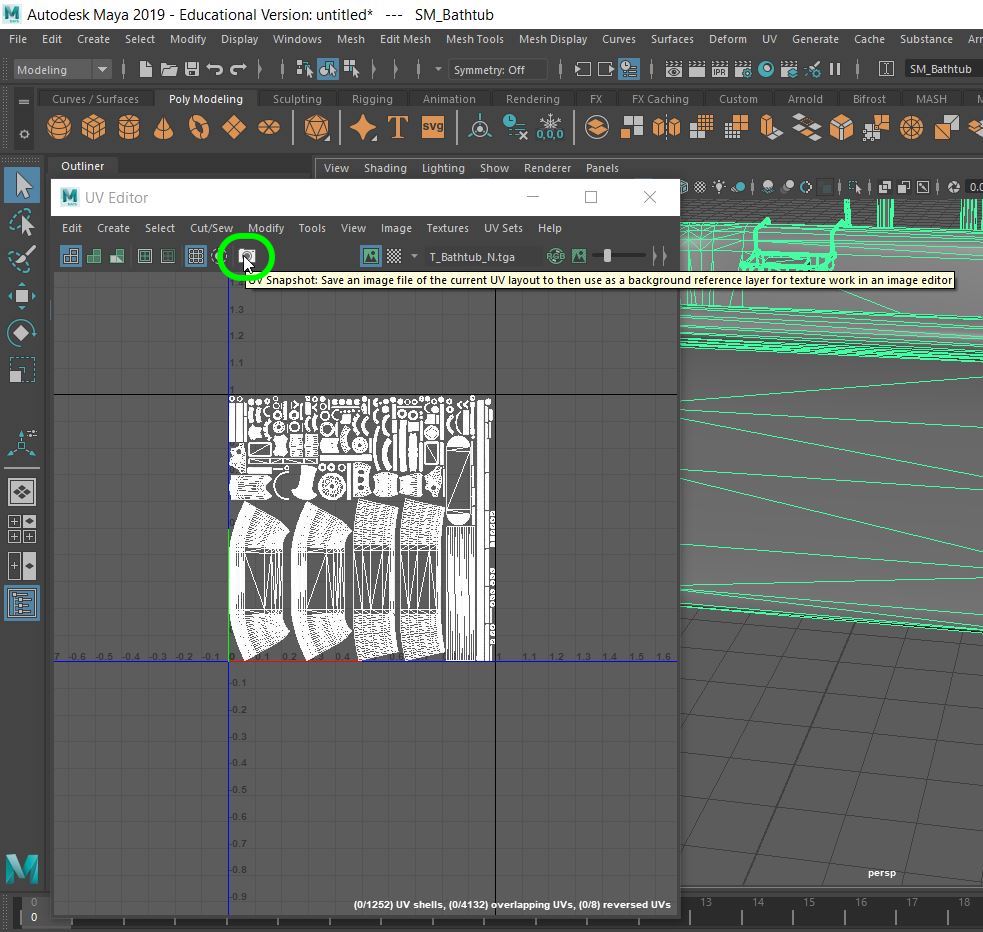 Autodesk Maya 2019 - Educational Version: untitled* --- SM_Bathtub
File Edit Create Select Modify Display Windows Mesh Edit Mesh Mesh Tools Mesh Display Curves Surfaces Deform UV Generate Cache Substance
Modeling Symmetry: Off IPR SM_Bathtub
Curves / Surfaces Poly Modeling Sculpting Rigging Animation Rendering FX FX Caching Custom Arnold Bifrost MASH
T SVG 0,0,0
Outliner View Shading Lighting Show Renderer Panels
UV Editor
Edit Create Select Cut/Sew Modify Tools View Image Textures UV Sets Help
T_Bathtub_N.tga RGB
UV Snapshot: Save an image file of the current UV layout to then use as a background reference layer for texture work in an image editor
1.3
1.2
1.1
1
-0.6 -0.5 -0.4 -0.3 -0.2 -0.1 0 0.1 0.2 0.4 1 1.1 1.2 1.3 1.4 1.5 1.6
-0.1
-0.2
-0.3
-0.4
-0.5
-0.6
-0.7
-0.8
-0.9
persp
(0/1252) UV shells, (0/4132) overlapping UVs, (0/8) reversed UVs
0 13 14 15 16 17 18
0